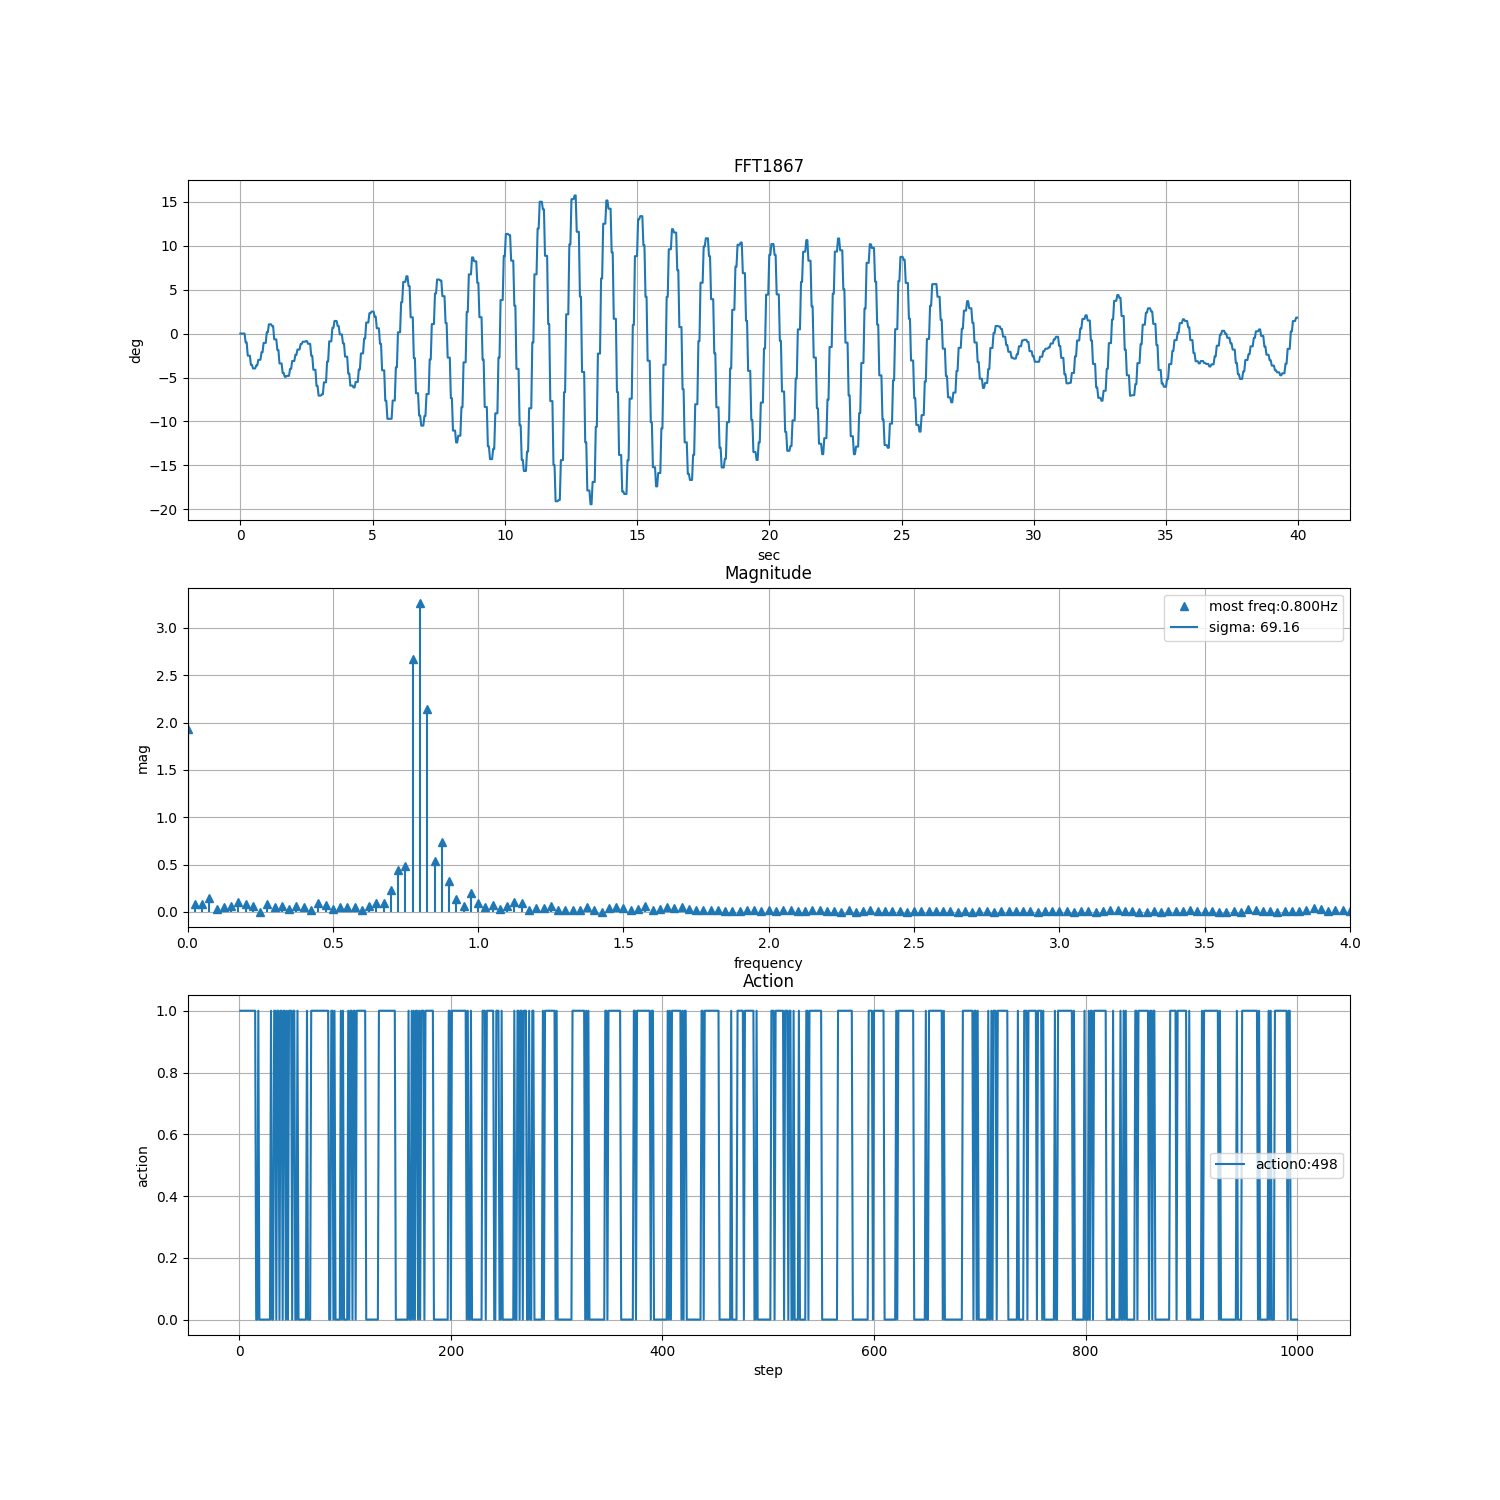 FFT1867
15
10
5
0
−5
−10
−15
−20
deg
0 5 10 15 20 25 30 35 40
sec
Magnitude
most freq:0.800Hz
sigma: 69.16
3.0
2.5
2.0
1.5
1.0
0.5
0.0
mag
0.0 0.5 1.0 1.5 2.0 2.5 3.0 3.5 4.0
frequency
Action
1.0
0.8
0.6
0.4
0.2
0.0
action
action0:498
0 200 400 600 800 1000
step